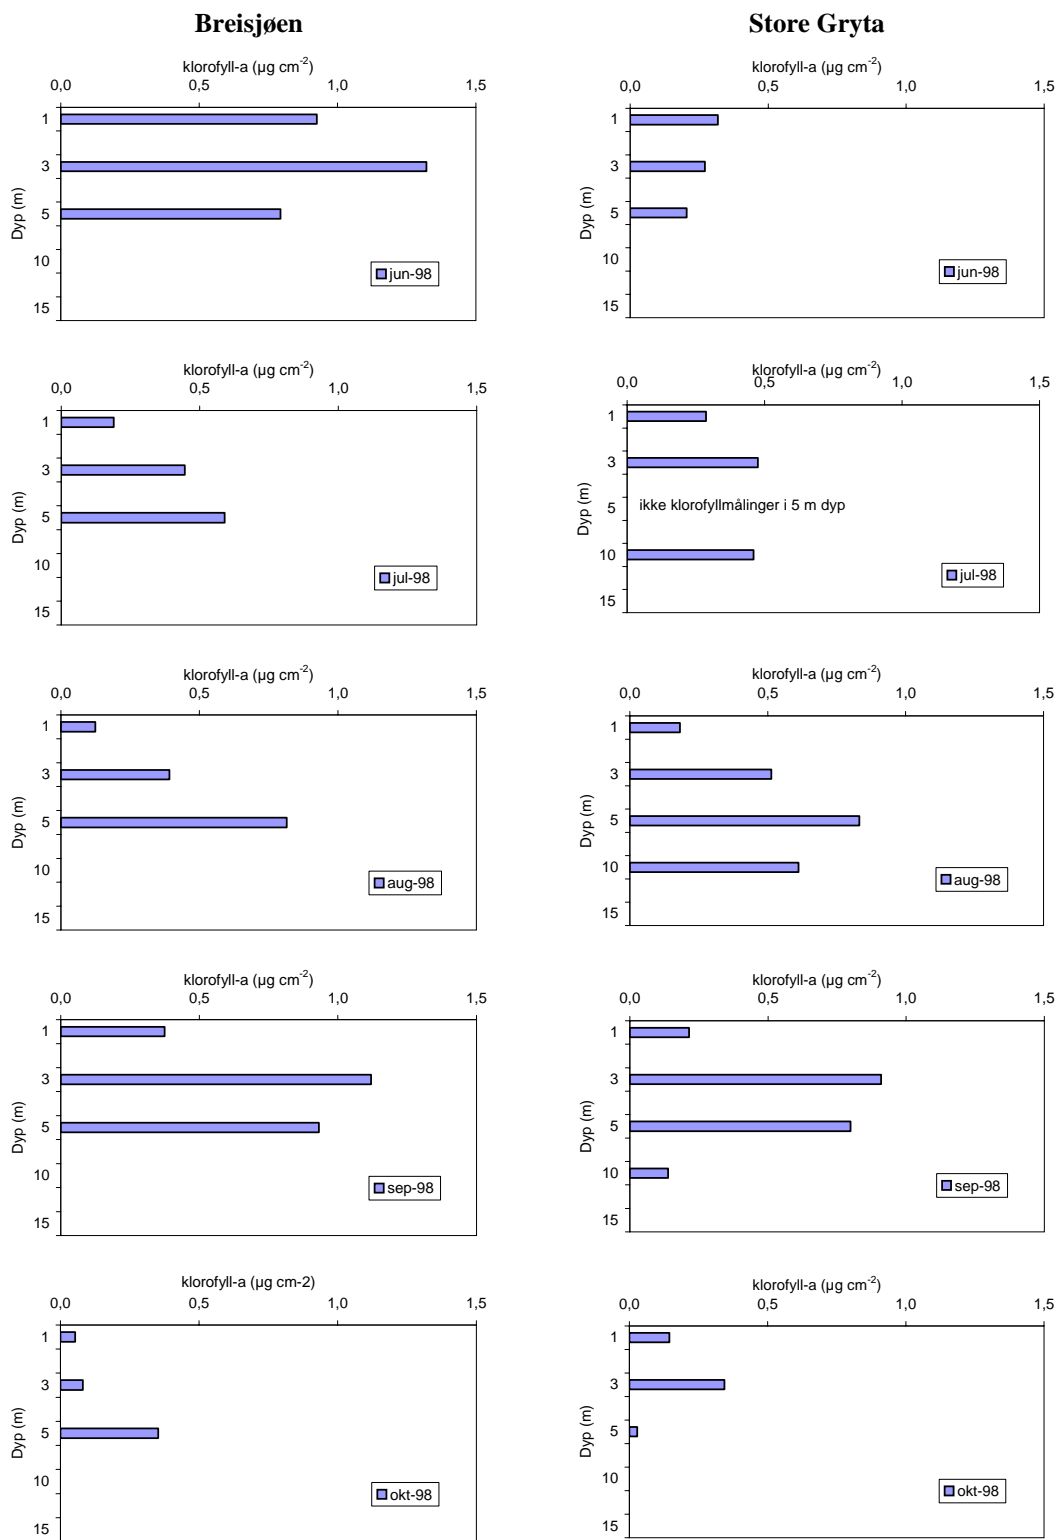 Breisjøen
klorofyll-a (µg cm-2)
0,0 0,5 1,0 1,5
1
3
5
10
15
Dyp (m)
jun-98
klorofyll-a (µg cm-2)
0,0 0,5 1,0 1,5
1
3
5
10
15
Dyp (m)
jul-98
klorofyll-a (µg cm-2)
0,0 0,5 1,0 1,5
1
3
5
10
15
Dyp (m)
aug-98
klorofyll-a (µg cm-2)
0,0 0,5 1,0 1,5
1
3
5
10
15
Dyp (m)
sep-98
klorofyll-a (µg cm-2)
0,0 0,5 1,0 1,5
1
3
5
10
15
Dyp (m)
okt-98
Store Gryta
klorofyll-a (µg cm-2)
0,0 0,5 1,0 1,5
1
3
5
10
15
Dyp (m)
jun-98
klorofyll-a (µg cm-2)
0,0 0,5 1,0 1,5
1
3
5
10
15
Dyp (m)
ikke klorofyllmålinger i 5 m dyp
jul-98
klorofyll-a (µg cm-2)
0,0 0,5 1,0 1,5
1
3
5
10
15
Dyp (m)
aug-98
klorofyll-a (µg cm-2)
0,0 0,5 1,0 1,5
1
3
5
10
15
Dyp (m)
sep-98
klorofyll-a (µg cm-2)
0,0 0,5 1,0 1,5
1
3
5
10
15
Dyp (m)
okt-98